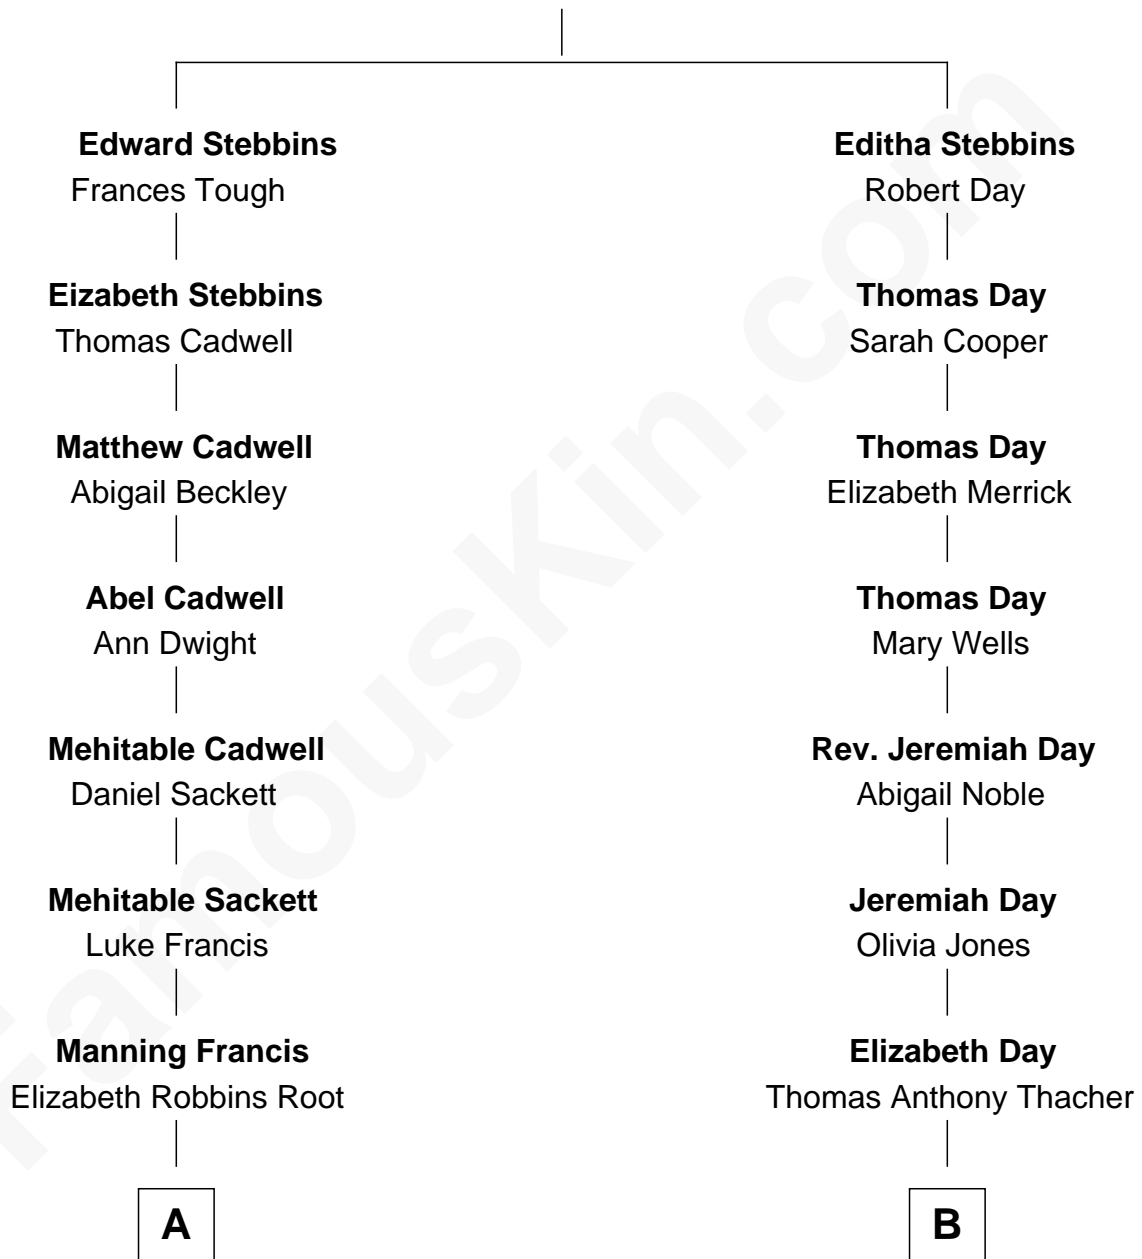 Edward Stebbins
Frances Tough
Eizabeth Stebbins
Thomas Cadwell
Matthew Cadwell
Abigail Beckley
Abel Cadwell
Ann Dwight
Mehitable Cadwell
Daniel Sackett
Mehitable Sackett
Luke Francis
Manning Francis
Elizabeth Robbins Root
A
Editha Stebbins
Robert Day
Thomas Day
Sarah Cooper
Thomas Day
Elizabeth Merrick
Thomas Day
Mary Wells
Rev. Jeremiah Day
Abigail Noble
Jeremiah Day
Olivia Jones
Elizabeth Day
Thomas Anthony Thacher
B
FamousKin.com